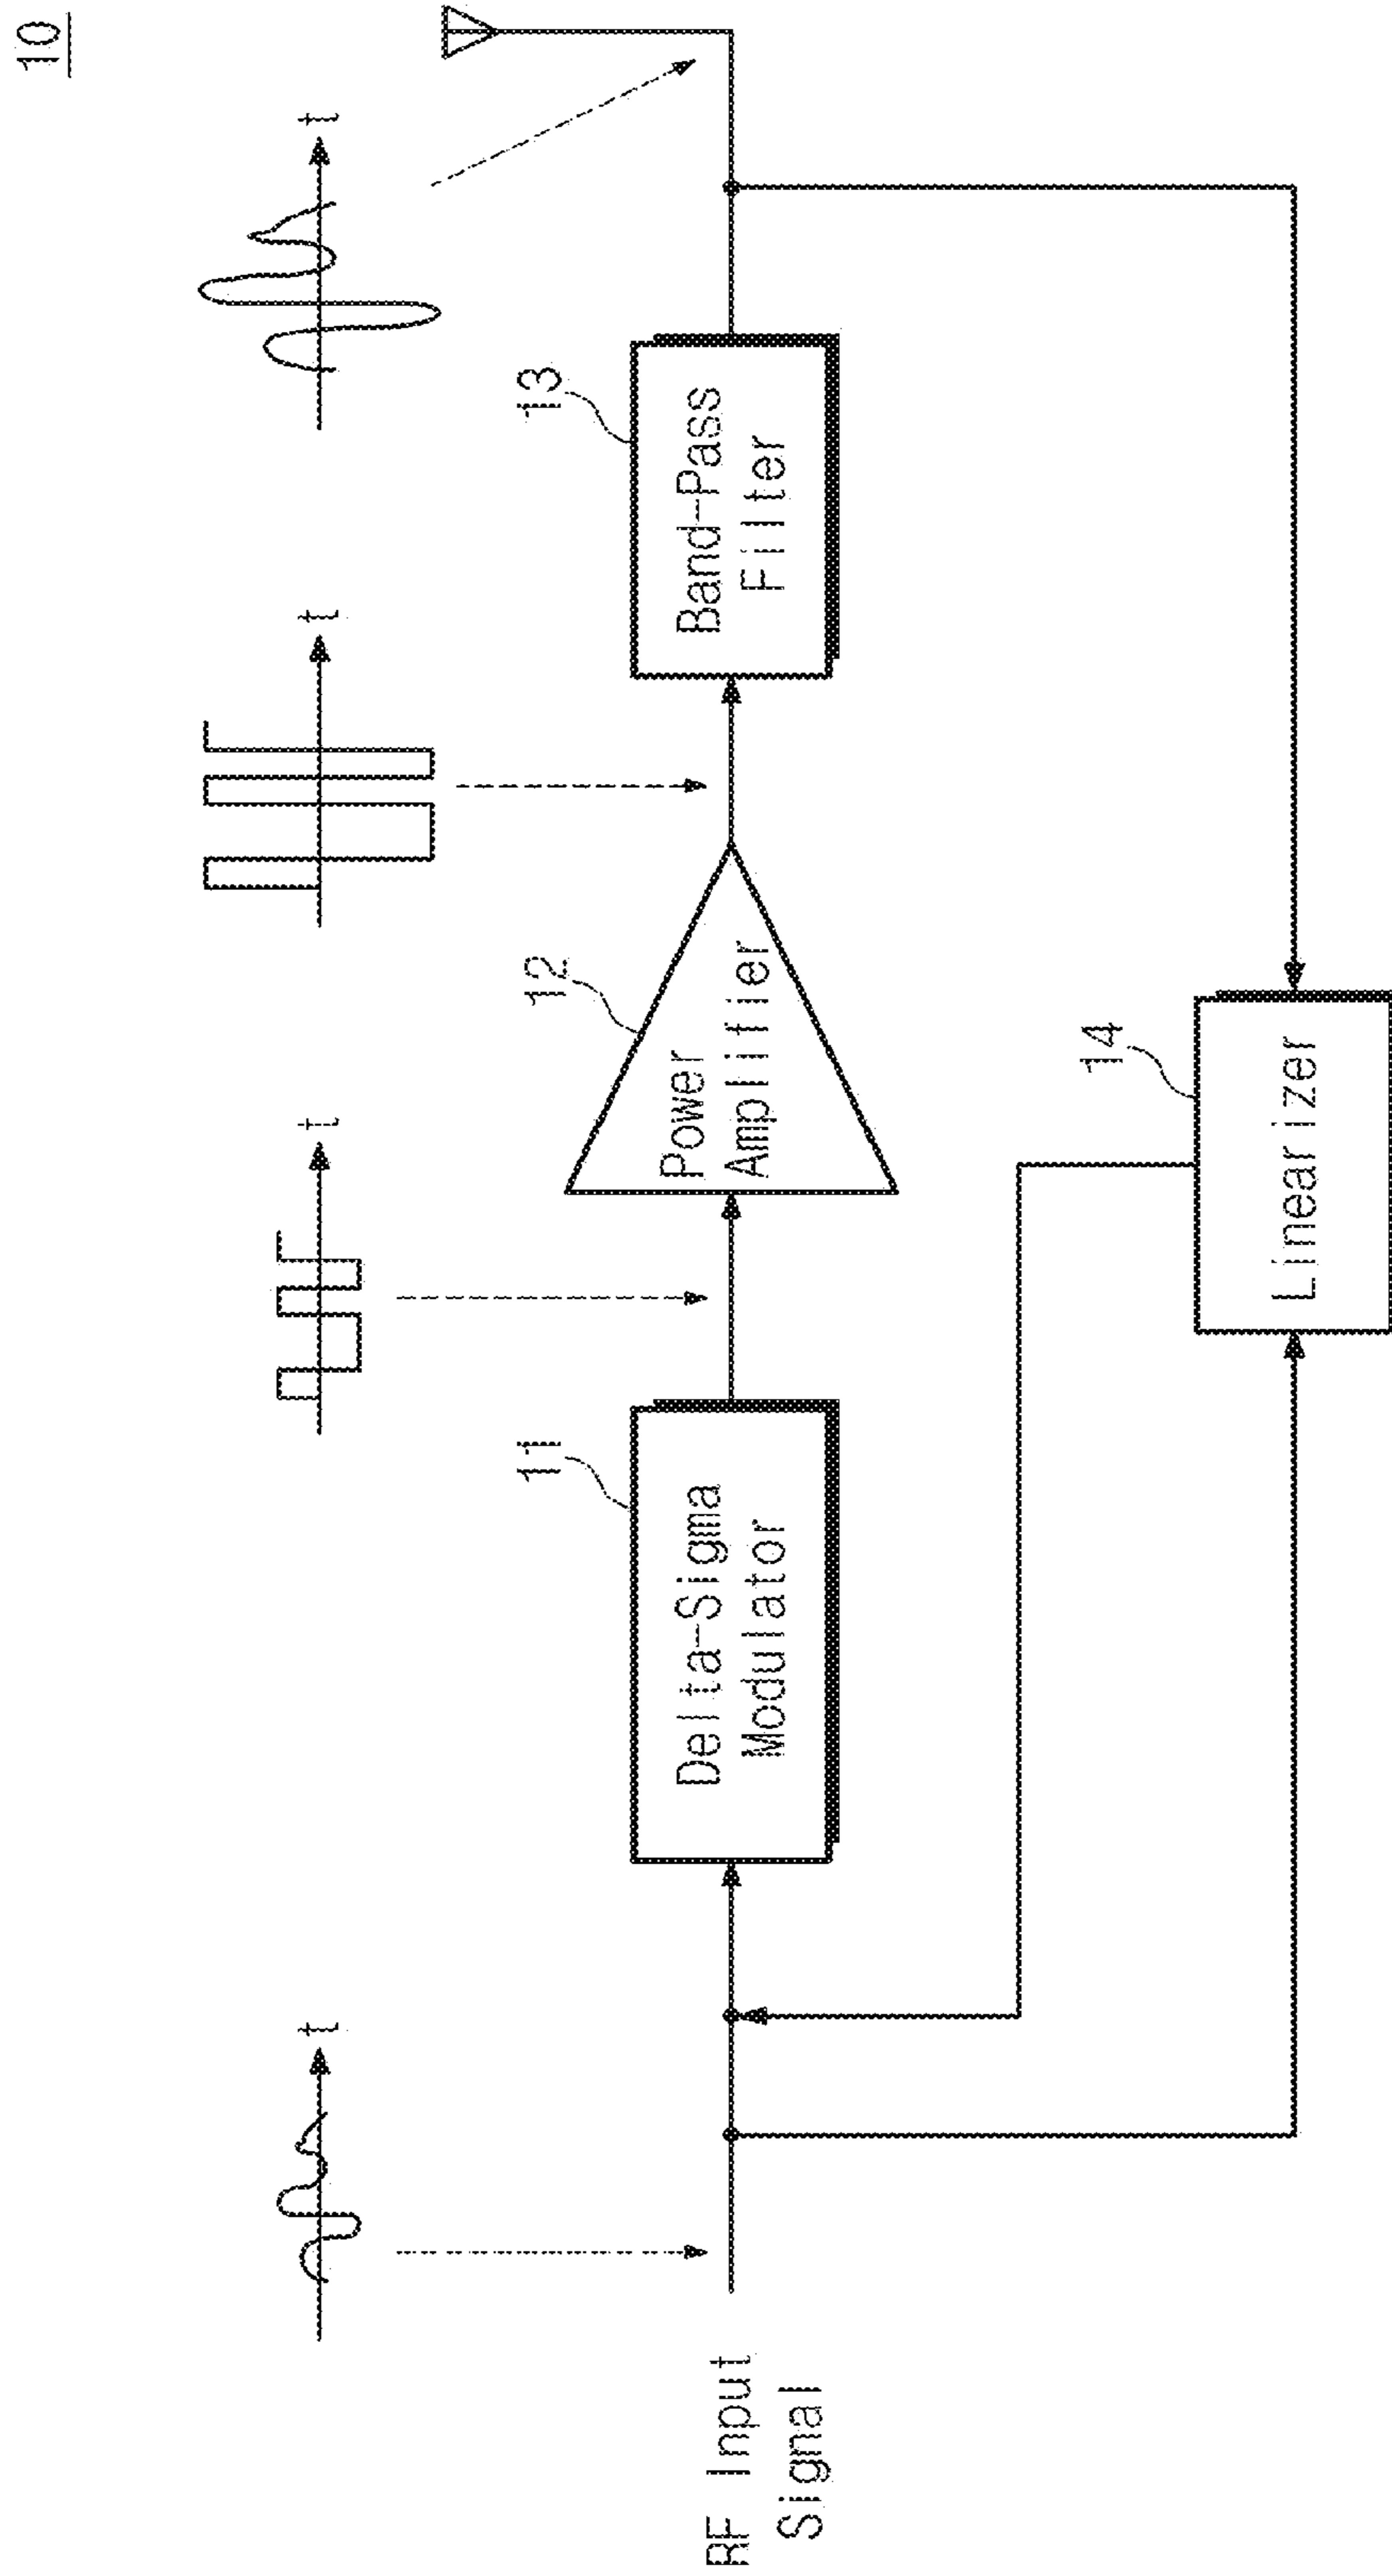 10
t
t
t
t
11
12
13
RF Input
Signal
Delta-Sigma
Modulator
Power
Amplifier
Band-Pass
Filter
14
Linearizer